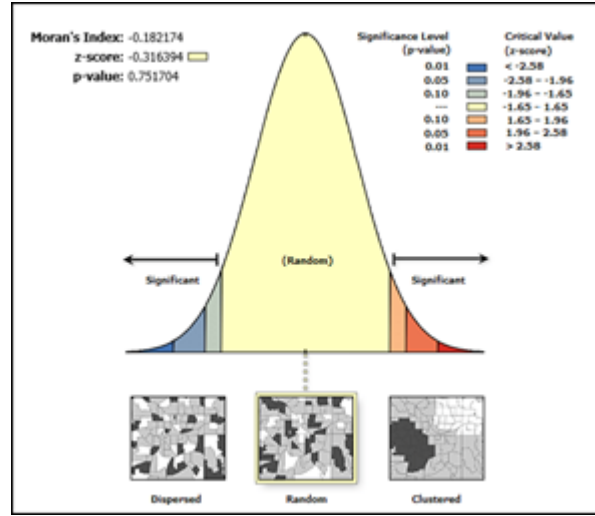 Moran's Index: -0.182174
z-score: -0.316394
p-value: 0.751704
Significance Level
(p-value)
Critical Value
(z-score)
0.01 < -2.58
0.05 -2.58 – -1.96
0.10 -1.96 – -1.65
---- -1.65 – 1.65
0.10 1.65 – 1.96
0.05 1.96 – 2.58
0.01 > 2.58
Significant
(Random)
Significant
Dispersed
Random
Clustered